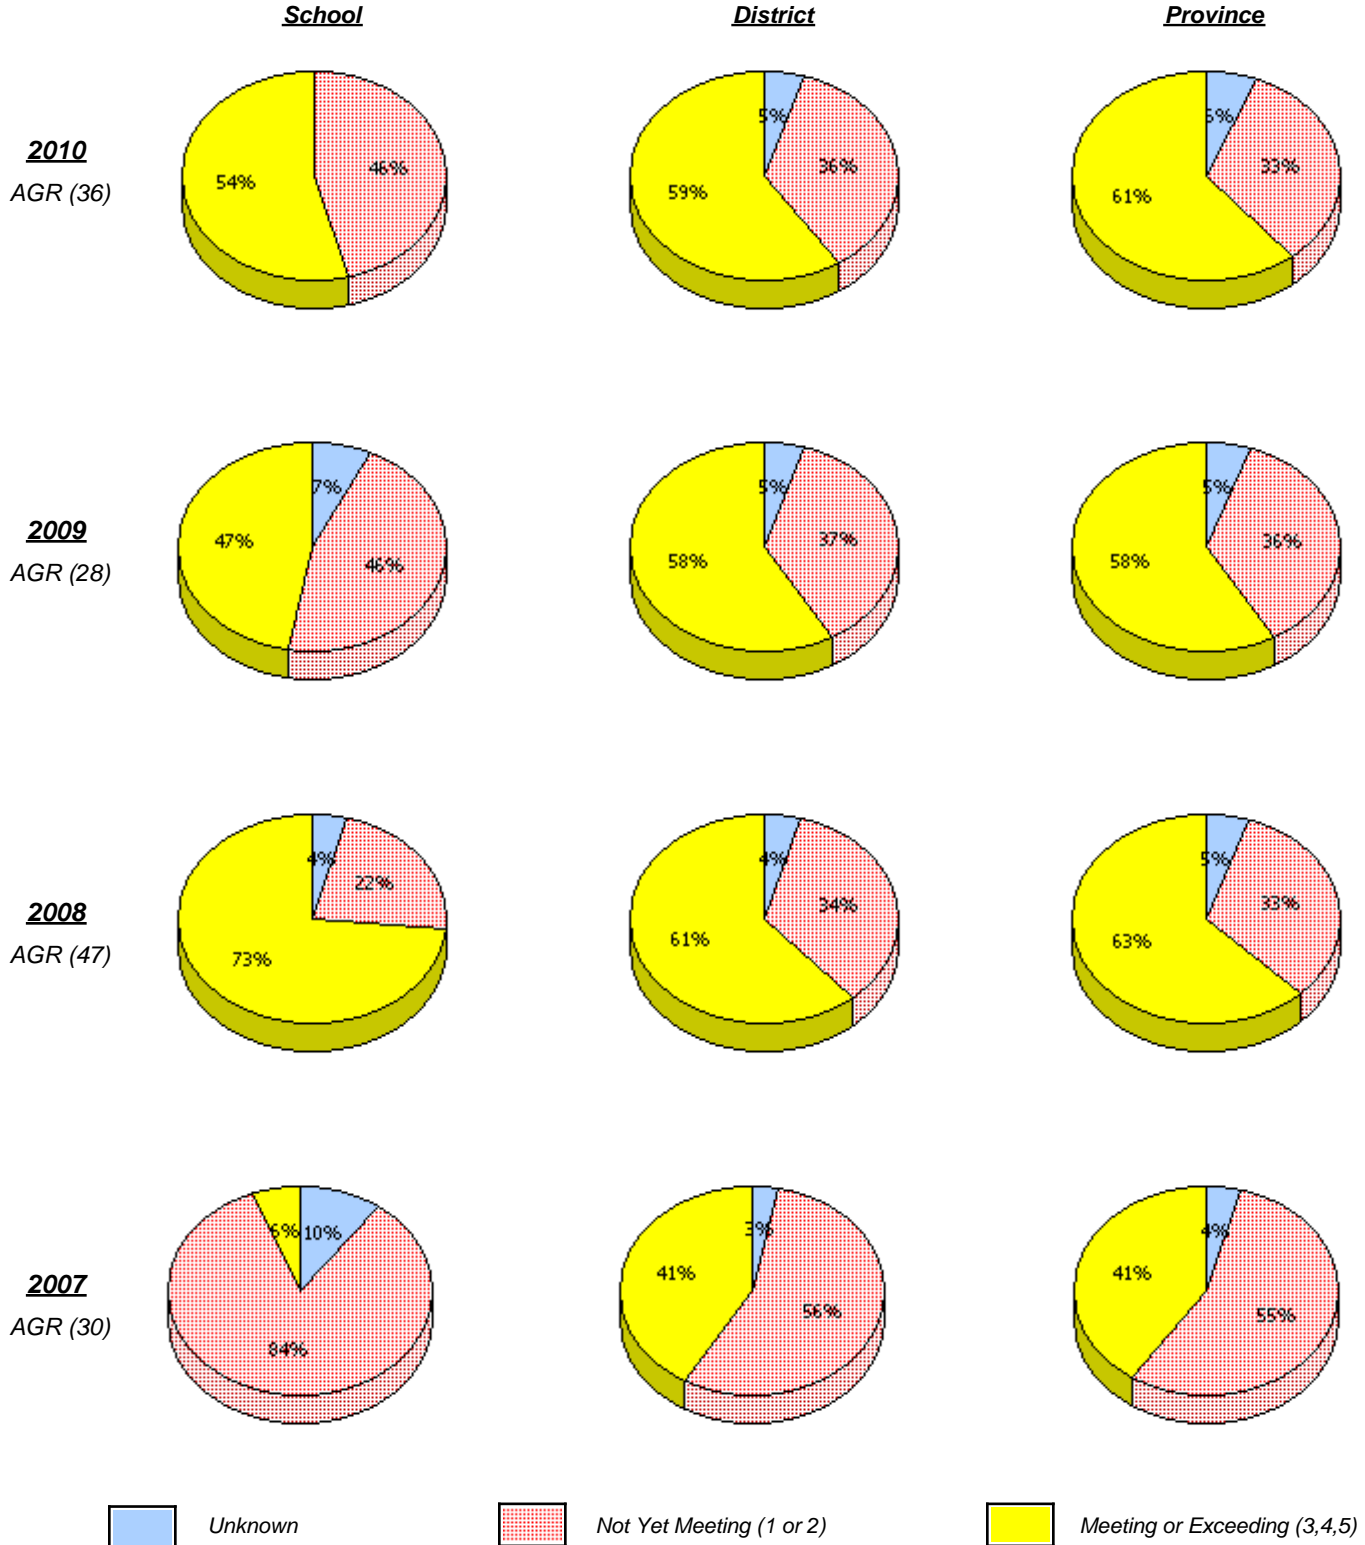 School District Province
2010
AGR (36)
54% 46%
59% 5% 36%
61% 6% 33%
2009
AGR (28)
47% 7% 46%
58% 5% 37%
58% 5% 36%
2008
AGR (47)
73% 4% 22%
61% 4% 34%
63% 5% 33%
2007
AGR (30)
6% 10% 84%
41% 3% 56%
41% 4% 55%
Unknown Not Yet Meeting (1 or 2) Meeting or Exceeding (3,4,5)